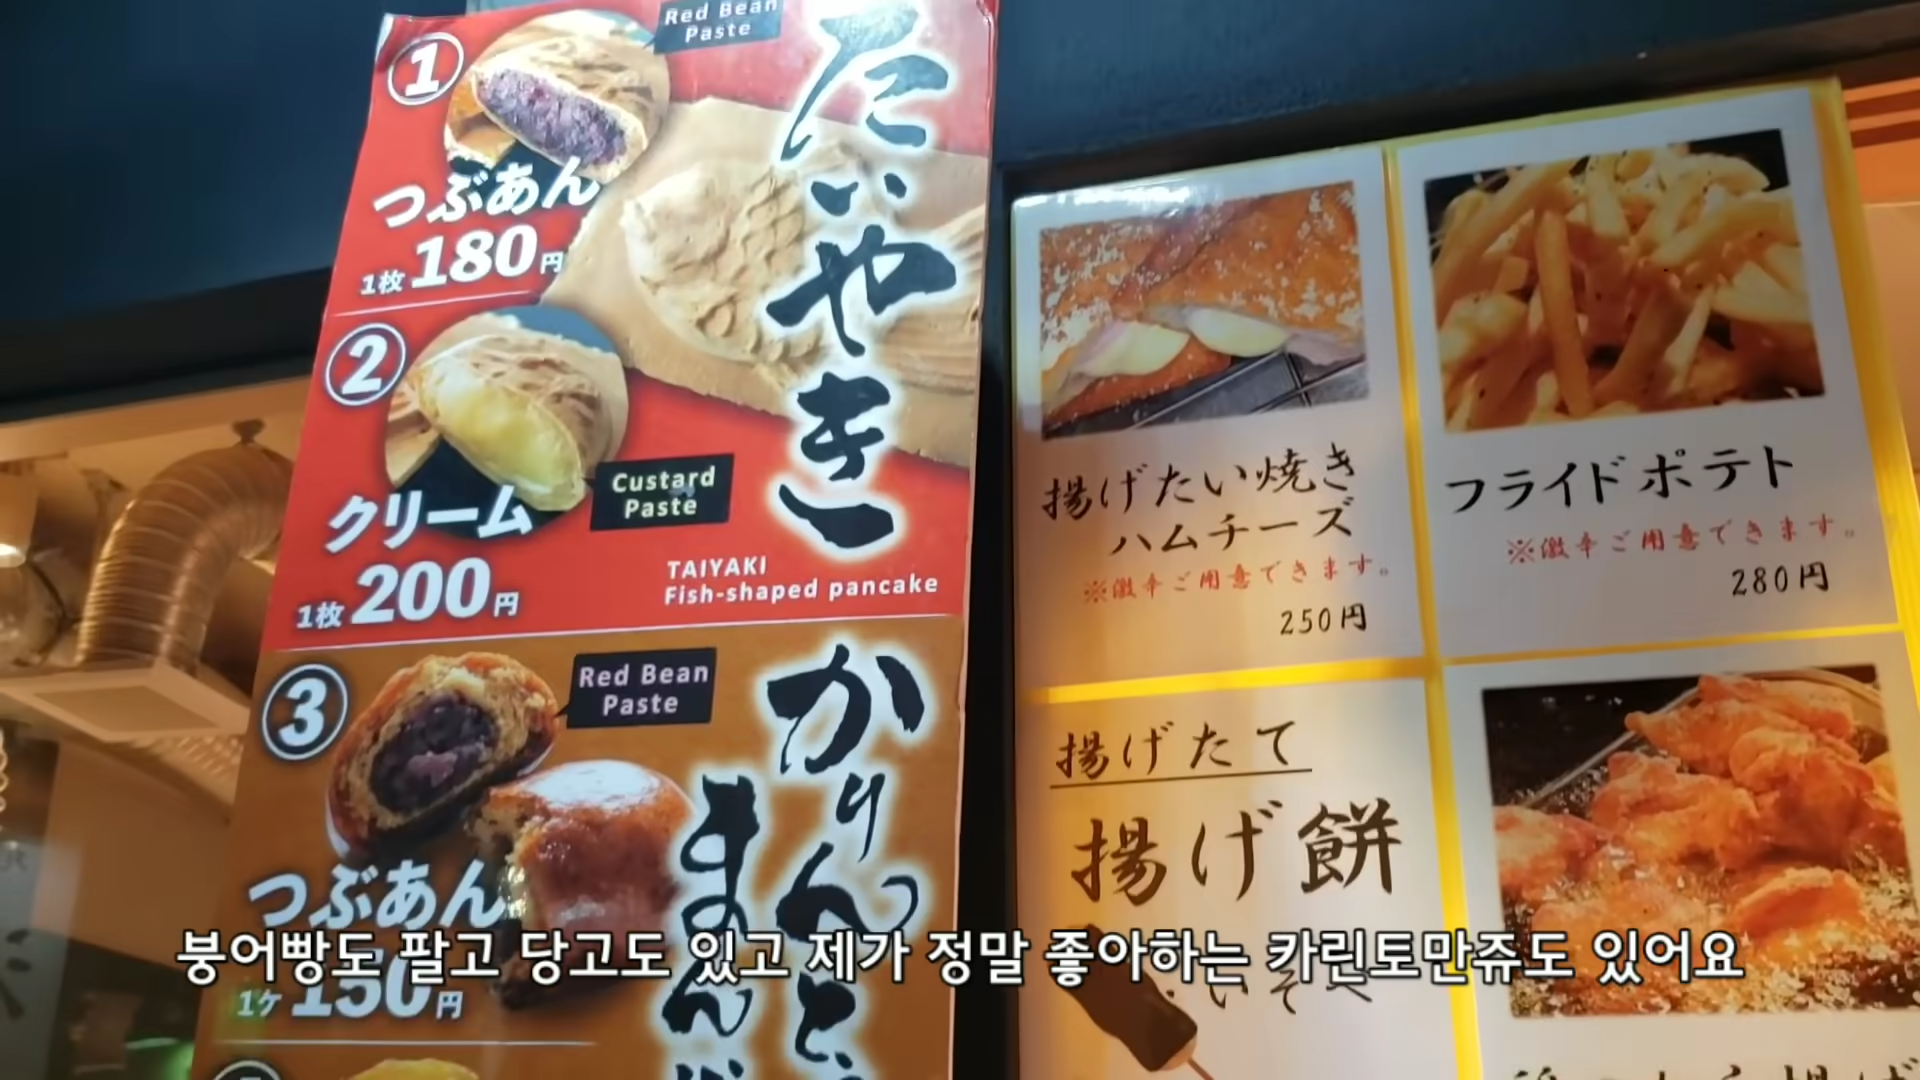 ①
Red Bean
Paste
つぶあん
1枚 180円
たいやき
②
Custard
Paste
クリーム
1枚 200円
TAIYAKI
Fish-shaped pancake
③
Red Bean
Paste
つぶあん
1ケ 150円
かりんと
まん
揚げたい焼き
ハムチーズ
※激辛ご用意できます。
250円
フライドポテト
※激辛ご用意できます。
280円
揚げたて
揚げ餅
붕어빵도 팔고 당고도 있고 제가 정말 좋아하는 카린토만쥬도 있어요